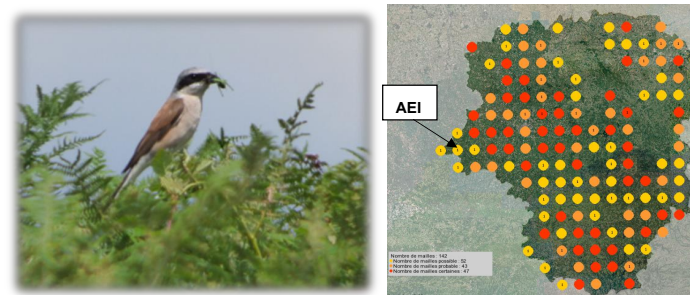 AEI
Nombre de mailles : 142
Nombre de mailles possible : 52
Nombre de mailles probable : 43
Nombre de mailles certaines : 47